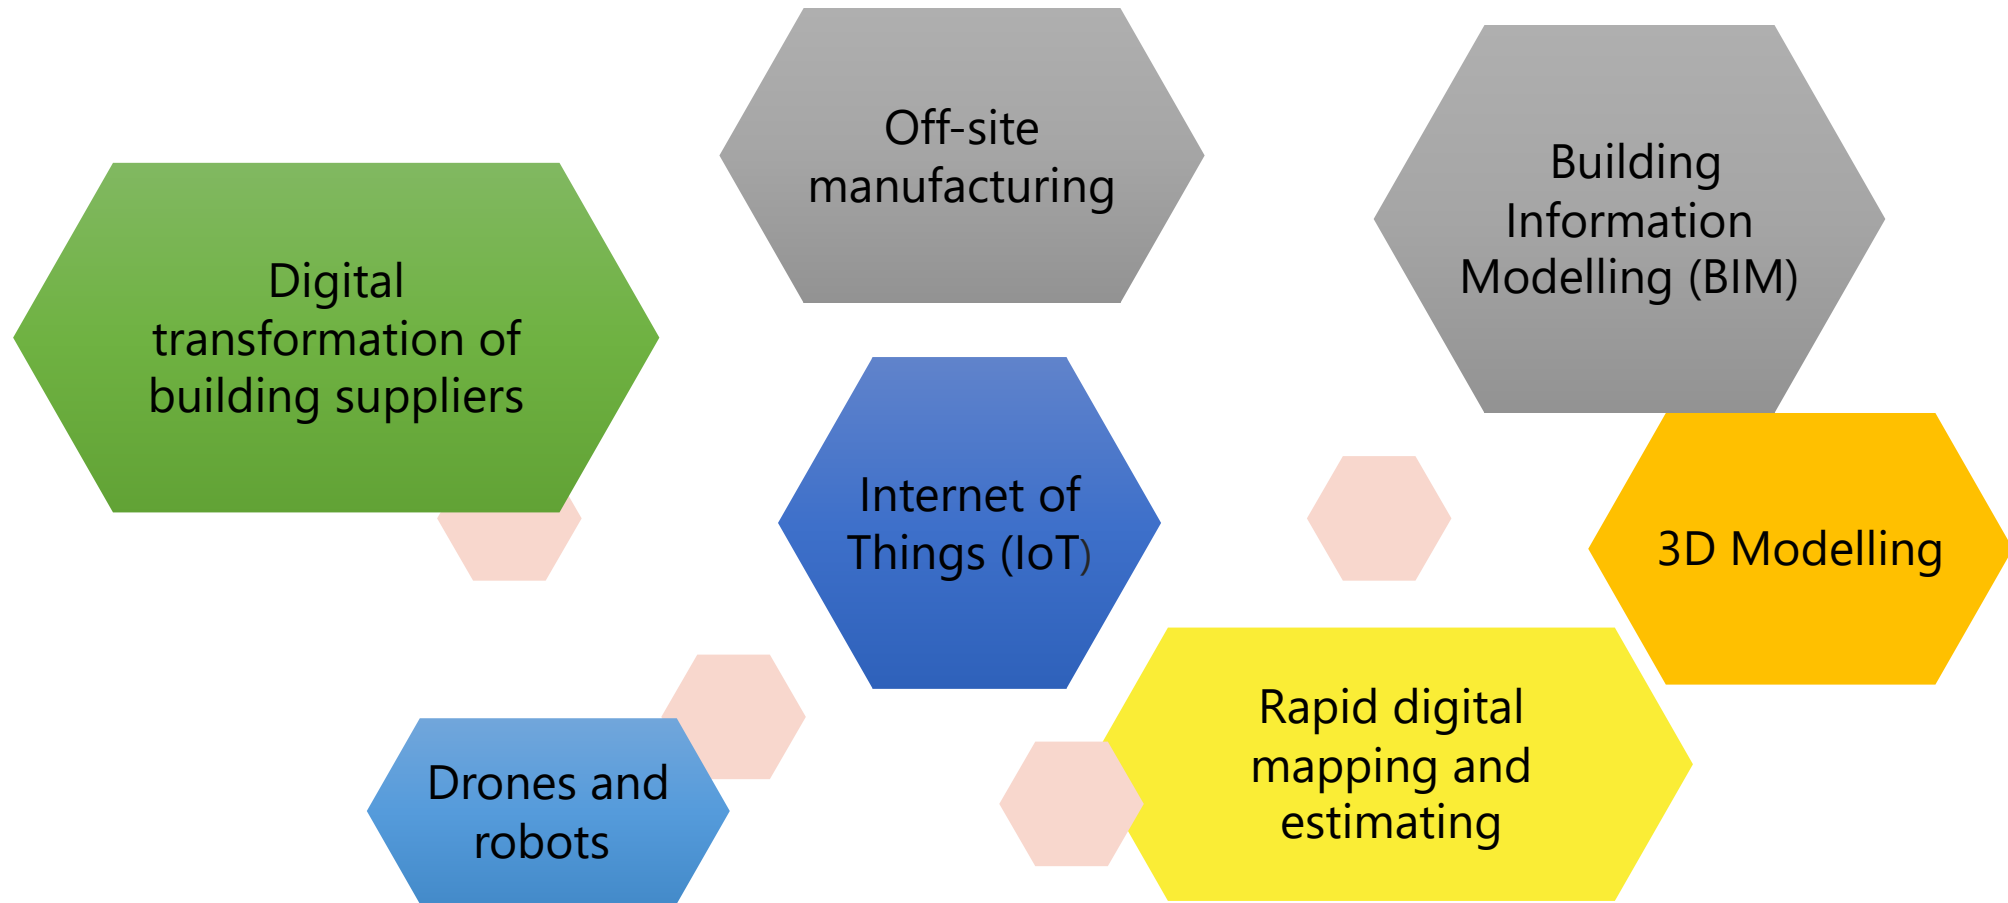 Off-site
manufacturing
Building
Information
Modelling (BIM)
Digital
transformation of
building suppliers
Internet of
Things (IoT)
3D Modelling
Rapid digital
mapping and
estimating
Drones and
robots